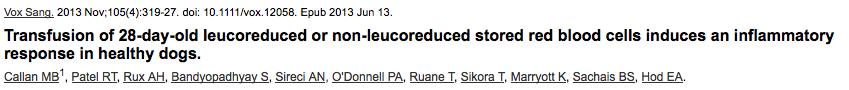 Vox Sang. 2013 Nov;105(4):319-27. doi: 10.1111/vox.12058. Epub 2013 Jun 13.
Transfusion of 28-day-old leucoreduced or non-leucoreduced stored red blood cells induces an inflammatory
response in healthy dogs.
Callan MB1, Patel RT, Rux AH, Bandyopadhyay S, Sireci AN, O'Donnell PA, Ruane T, Sikora T, Marryott K, Sachais BS, Hod EA.